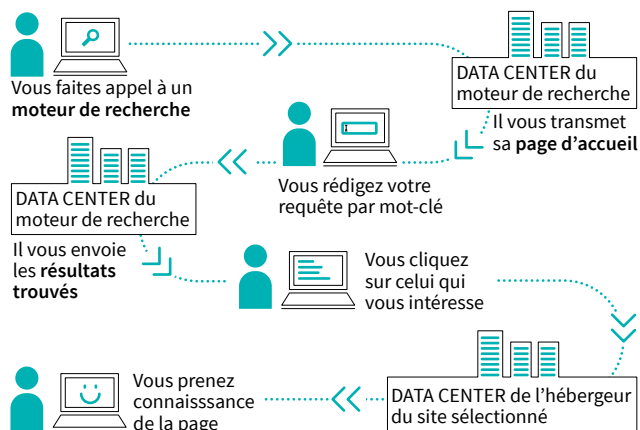 Vous faites appel à un
moteur de recherche
DATA CENTER du
moteur de recherche
Il vous transmet
sa page d’accueil
Vous rédigez votre
requête par mot-clé
DATA CENTER du
moteur de recherche
Il vous envoie
les résultats
trouvés
Vous cliquez
sur celui qui
vous intéresse
DATA CENTER de l’hébergeur
du site sélectionné
Vous prenez
connaisssance
de la page